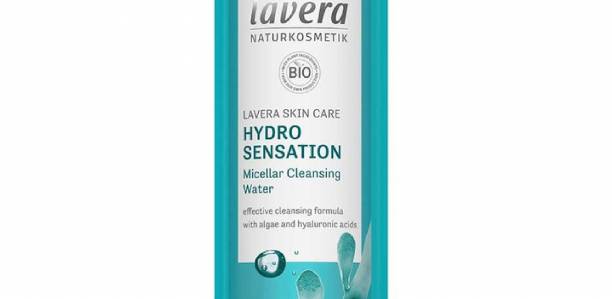 lavera
NATURKOSMETIK
BIO
LAVERA SKIN CARE
HYDRO
SENSATION
Micellar Cleansing
Water
effective cleansing formula
with algae and hyaluronic acids